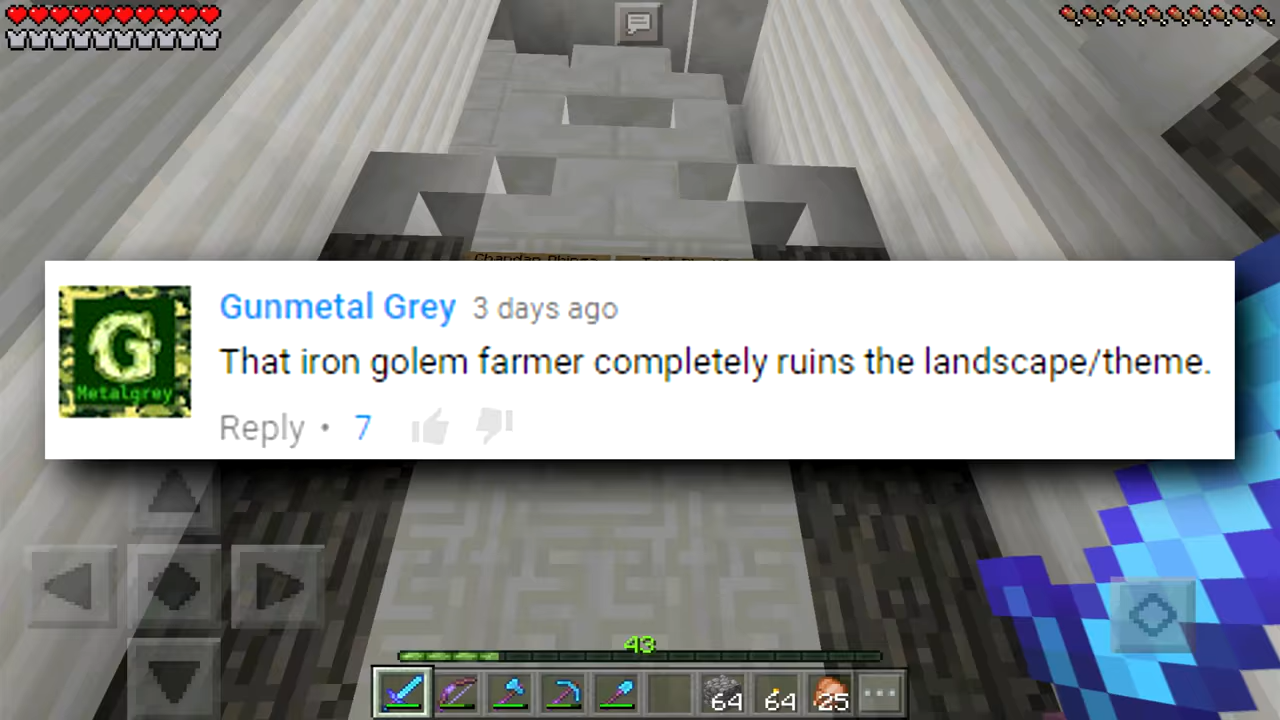 Gunmetal Grey 3 days ago
That iron golem farmer completely ruins the landscape/theme.
G
Metalgrey
Reply • 7
43
64 64 25